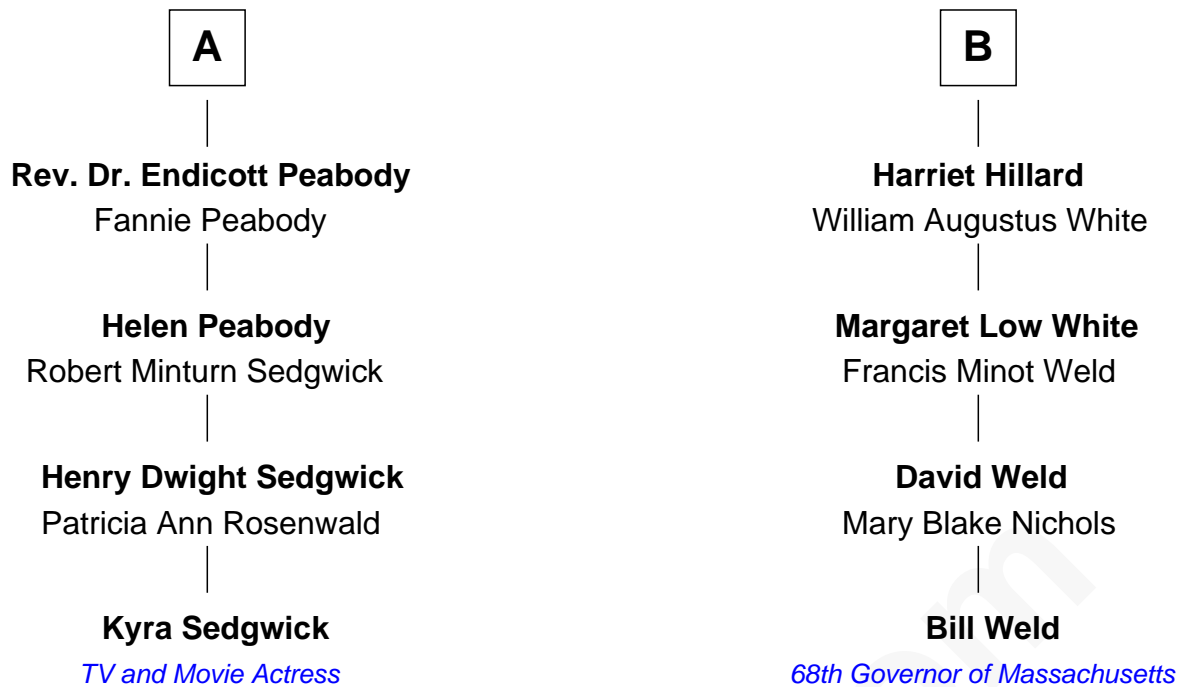 A
Rev. Dr. Endicott Peabody
Fannie Peabody
Helen Peabody
Robert Minturn Sedgwick
Henry Dwight Sedgwick
Patricia Ann Rosenwald
Kyra Sedgwick
TV and Movie Actress
B
Harriet Hillard
William Augustus White
Margaret Low White
Francis Minot Weld
David Weld
Mary Blake Nichols
Bill Weld
68th Governor of Massachusetts
om